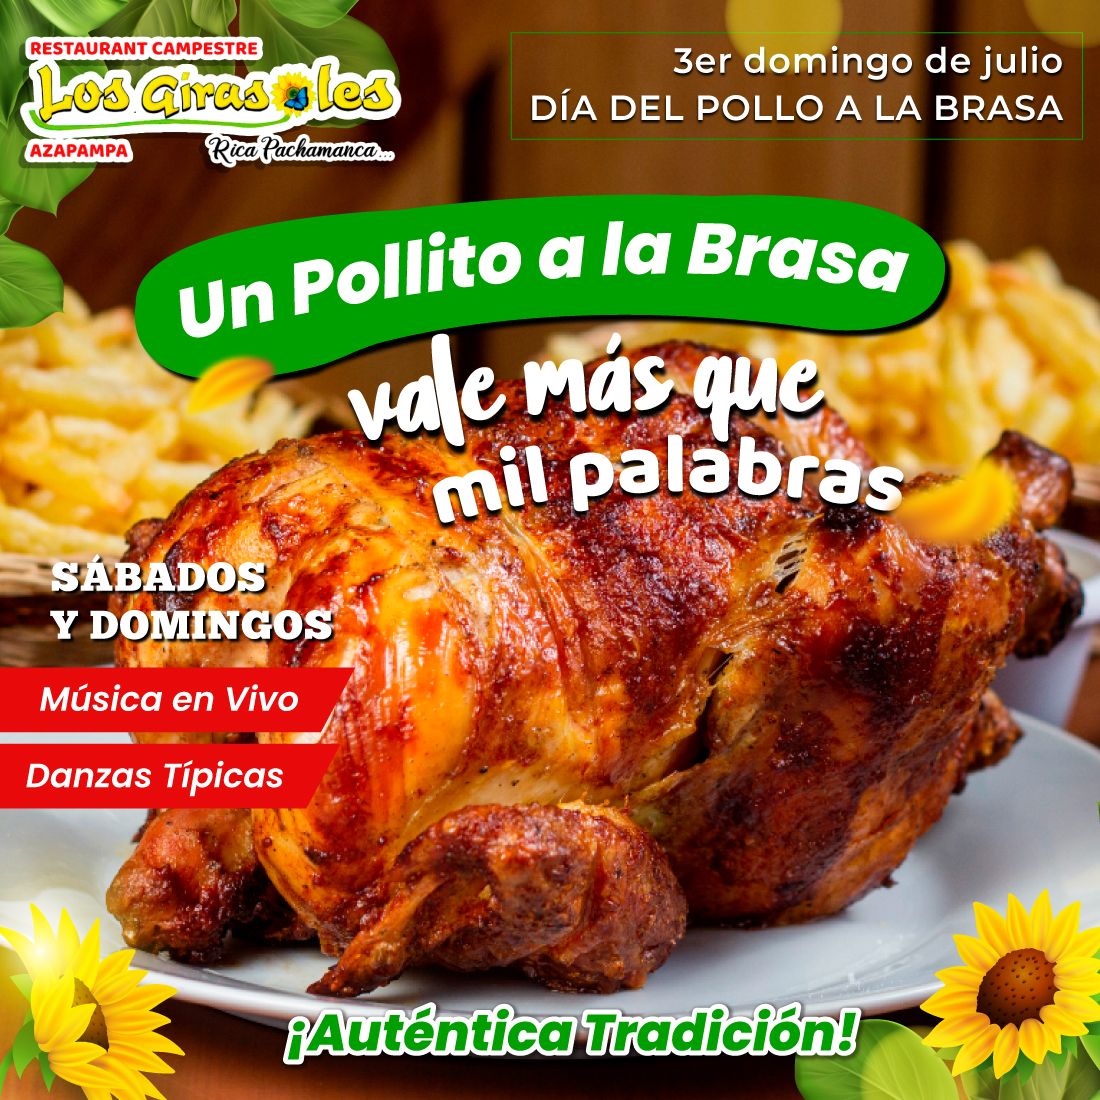 RESTAURANT CAMPESTRE
Los Girasoles
AZAPAMPA
Rica Pachamanca...
3er domingo de julio
DÍA DEL POLLO A LA BRASA
Un Pollito a la Brasa
vale más que
mil palabras
SÁBADOS
Y DOMINGOS
Música en Vivo
Danzas Típicas
¡Auténtica Tradición!